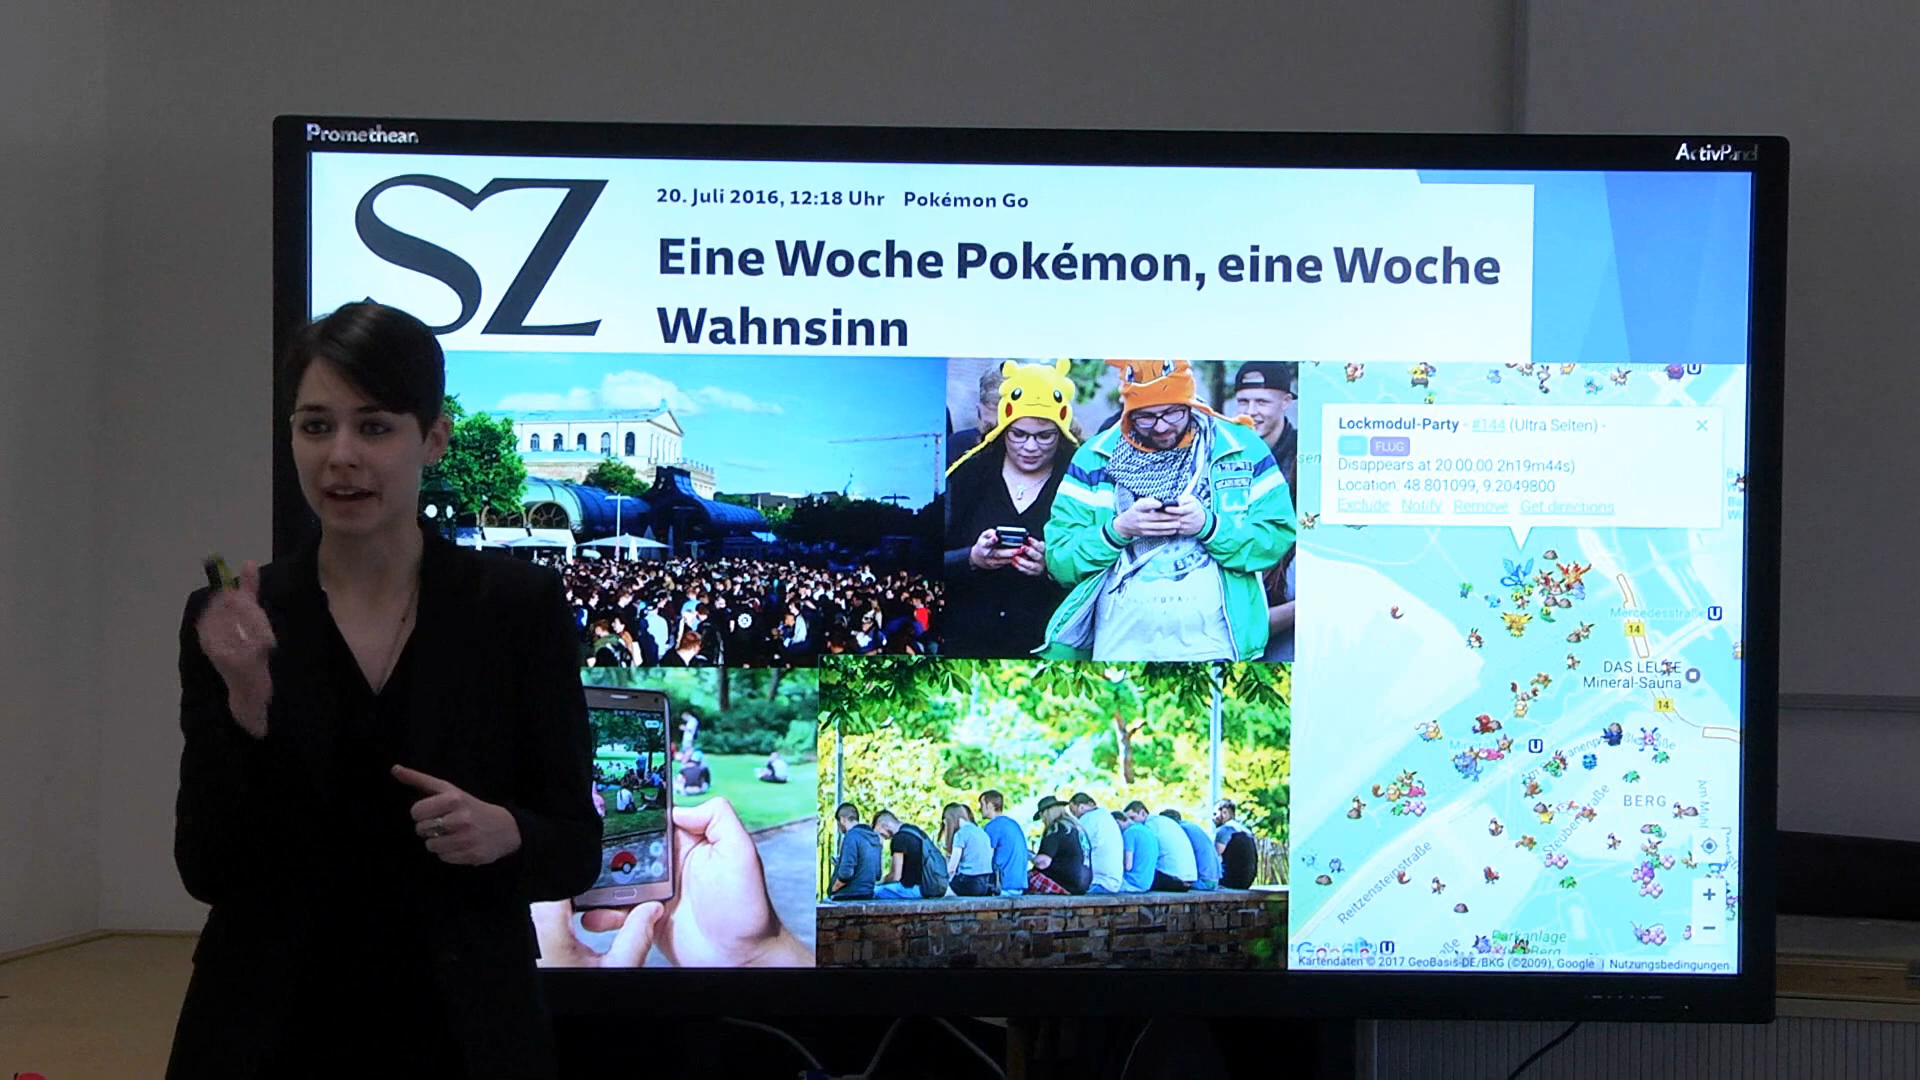 Promethean
ActivPanel
SZ
20. Juli 2016, 12:18 Uhr Pokémon Go
Eine Woche Pokémon, eine Woche
Wahnsinn
Lockmodul-Party - #144 (Ultra Selten) -
FLUG
Disappears at 20:00:00 2h19m44s)
Location: 48.801099, 9.2049800
Exclude Notify Remove Get directions
Mercedesstraße
14
DAS LEUZE
Mineral-Sauna
14
BERG
Steubenstraße
Reitzensteinstraße
Parkanlage
Google
Kartendaten © 2017 GeoBasis-DE/BKG (©2009), Google
Nutzungsbedingungen